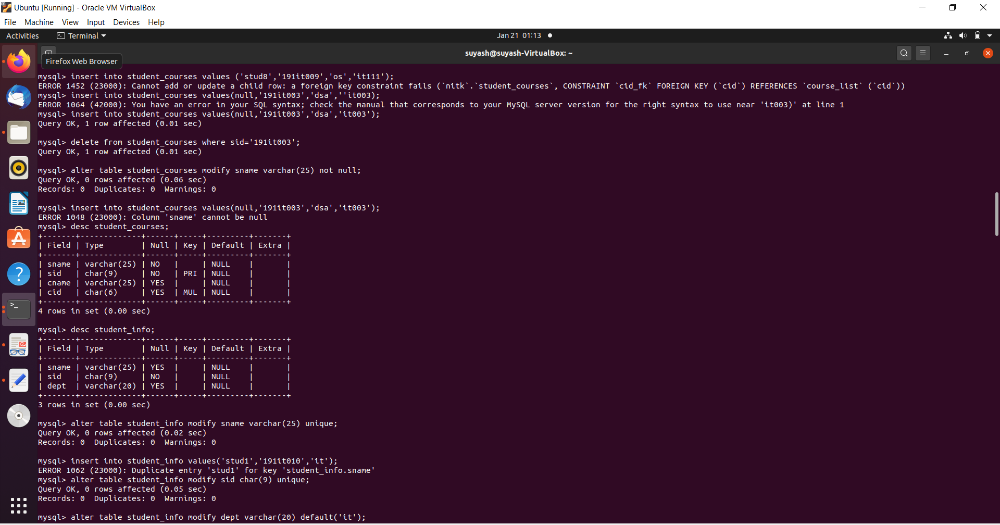 Ubuntu [Running] - Oracle VM VirtualBox
File Machine View Input Devices Help
Activities Terminal Jan 21 01:13
suyash@suyash-VirtualBox: ~
Firefox Web Browser
mysql> insert into student_courses values ('stud8','191it009','os','it111');
ERROR 1452 (23000): Cannot add or update a child row: a foreign key constraint fails (`nitk`.`student_courses`, CONSTRAINT `cid_fk` FOREIGN KEY (`cid`) REFERENCES `course_list` (`cid`))
mysql> insert into student_courses values(null,'191it003','dsa',''it003);
ERROR 1064 (42000): You have an error in your SQL syntax; check the manual that corresponds to your MySQL server version for the right syntax to use near 'it003)' at line 1
mysql> insert into student_courses values(null,'191it003','dsa','it003');
Query OK, 1 row affected (0.01 sec)
mysql> delete from student_courses where sid='191it003';
Query OK, 1 row affected (0.01 sec)
mysql> alter table student_courses modify sname varchar(25) not null;
Query OK, 0 rows affected (0.06 sec)
Records: 0  Duplicates: 0  Warnings: 0
mysql> insert into student_courses values(null,'191it003','dsa','it003');
ERROR 1048 (23000): Column 'sname' cannot be null
mysql> desc student_courses;
+-------+-------------+------+-----+---------+-------+
| Field | Type        | Null | Key | Default | Extra |
+-------+-------------+------+-----+---------+-------+
| sname | varchar(25) | NO   |     | NULL    |       |
| sid   | char(9)     | NO   | PRI | NULL    |       |
| cname | varchar(25) | YES  |     | NULL    |       |
| cid   | char(6)     | YES  | MUL | NULL    |       |
+-------+-------------+------+-----+---------+-------+
4 rows in set (0.00 sec)
mysql> desc student_info;
+-------+-------------+------+-----+---------+-------+
| Field | Type        | Null | Key | Default | Extra |
+-------+-------------+------+-----+---------+-------+
| sname | varchar(25) | YES  |     | NULL    |       |
| sid   | char(9)     | NO   |     | NULL    |       |
| dept  | varchar(20) | YES  |     | NULL    |       |
+-------+-------------+------+-----+---------+-------+
3 rows in set (0.00 sec)
mysql> alter table student_info modify sname varchar(25) unique;
Query OK, 0 rows affected (0.02 sec)
Records: 0  Duplicates: 0  Warnings: 0
mysql> insert into student_info values('stud1','191it010','it');
ERROR 1062 (23000): Duplicate entry 'stud1' for key 'student_info.sname'
mysql> alter table student_info modify sid char(9) unique;
Query OK, 0 rows affected (0.05 sec)
Records: 0  Duplicates: 0  Warnings: 0
mysql> alter table student_info modify dept varchar(20) default('it');